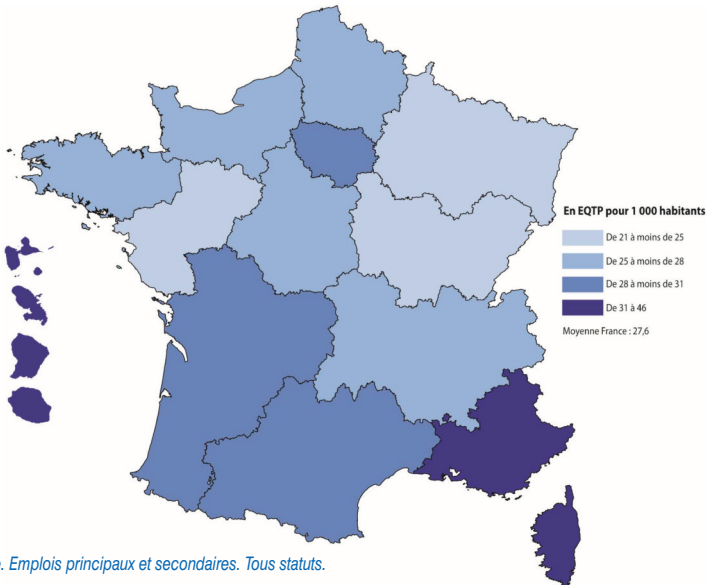 En EQTP pour 1 000 habitants
De 21 à moins de 25
De 25 à moins de 28
De 28 à moins de 31
De 31 à 46
Moyenne France : 27,6
. Emplois principaux et secondaires. Tous statuts.